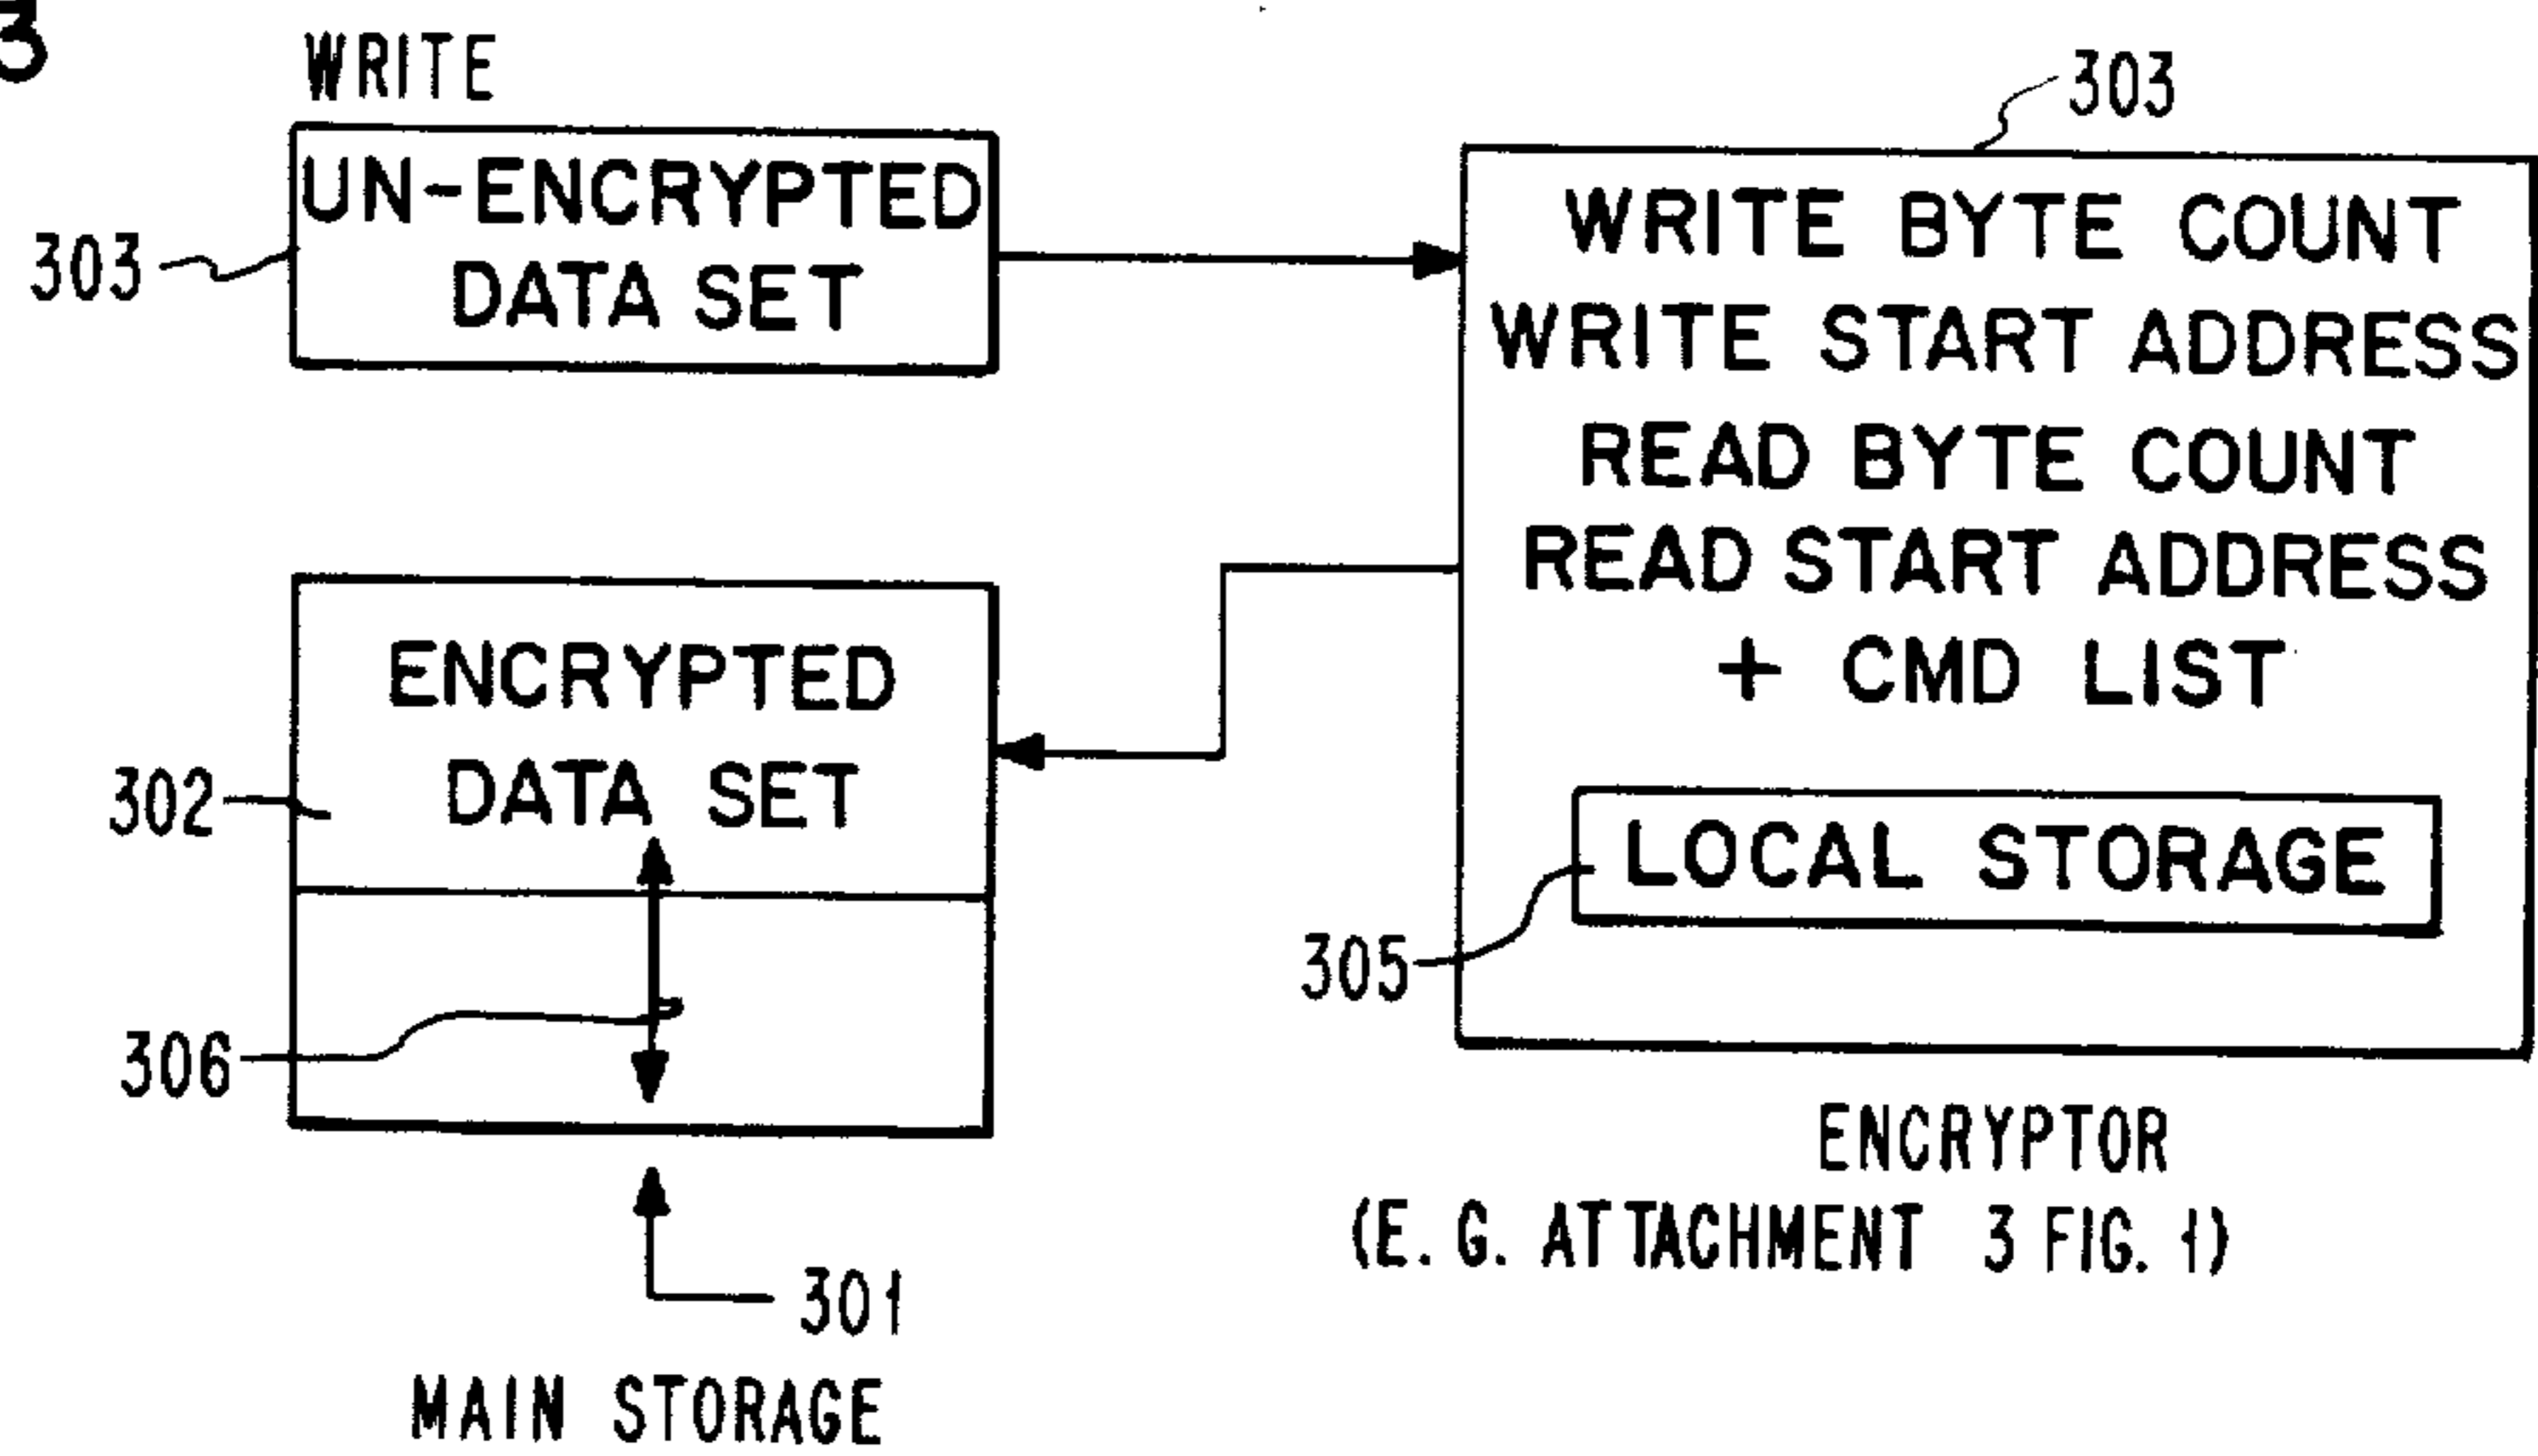 3
WRITE
UN-ENCRYPTED
DATA SET
303
303
WRITE BYTE COUNT
WRITE START ADDRESS
READ BYTE COUNT
READ START ADDRESS
+ CMD LIST
LOCAL STORAGE
305
ENCRYPTOR
(E. G. ATTACHMENT 3 FIG. 1)
ENCRYPTED
DATA SET
302
306
301
MAIN STORAGE